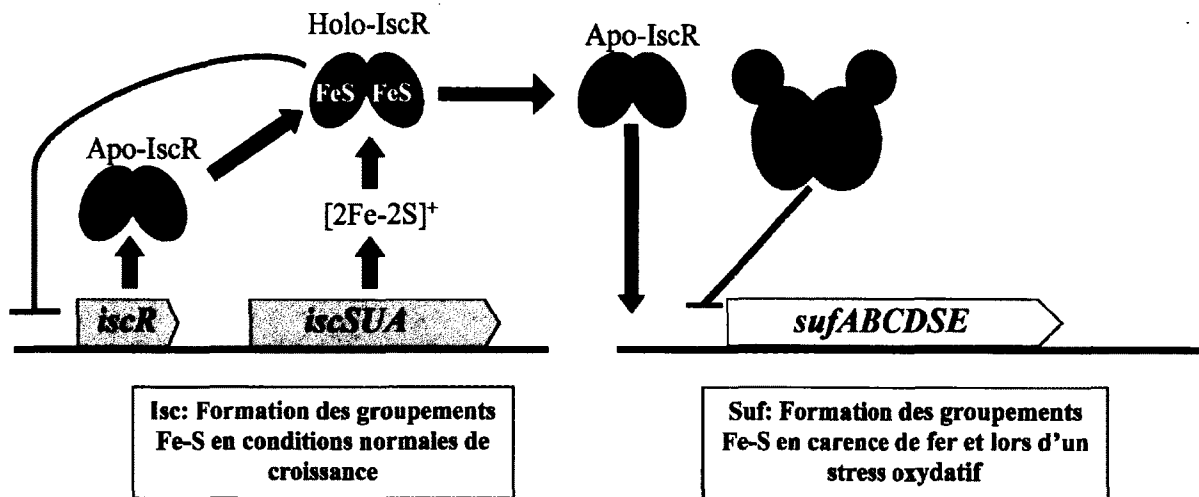 Holo-IscR
Apo-IscR
FeS FeS
Apo-IscR
[2Fe-2S]⁺
iscR
iscSUA
sufABCDSE
Isc: Formation des groupements
Fe-S en conditions normales de
croissance
Suf: Formation des groupements
Fe-S en carence de fer et lors d'un
stress oxydatif